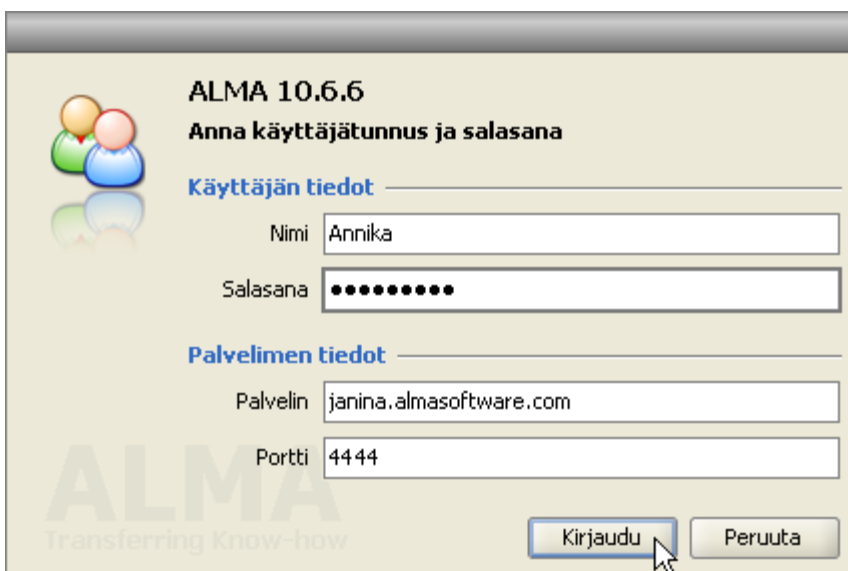 ALMA 10.6.6
Anna käyttäjätunnus ja salasana
Käyttäjän tiedot
Nimi Annika
Salasana •••••••••
Palvelimen tiedot
Palvelin janina.almasoftware.com
Portti 4444
ALMA
Transferring Know-how
Kirjaudu Peruuta